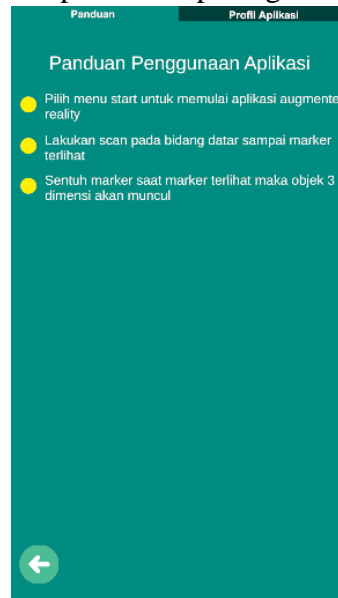 Panduan Profil Aplikasi
Panduan Penggunaan Aplikasi
Pilih menu start untuk memulai aplikasi augmente
reality
Lakukan scan pada bidang datar sampai marker
terlihat
Sentuh marker saat marker terlihat maka objek 3
dimensi akan muncul